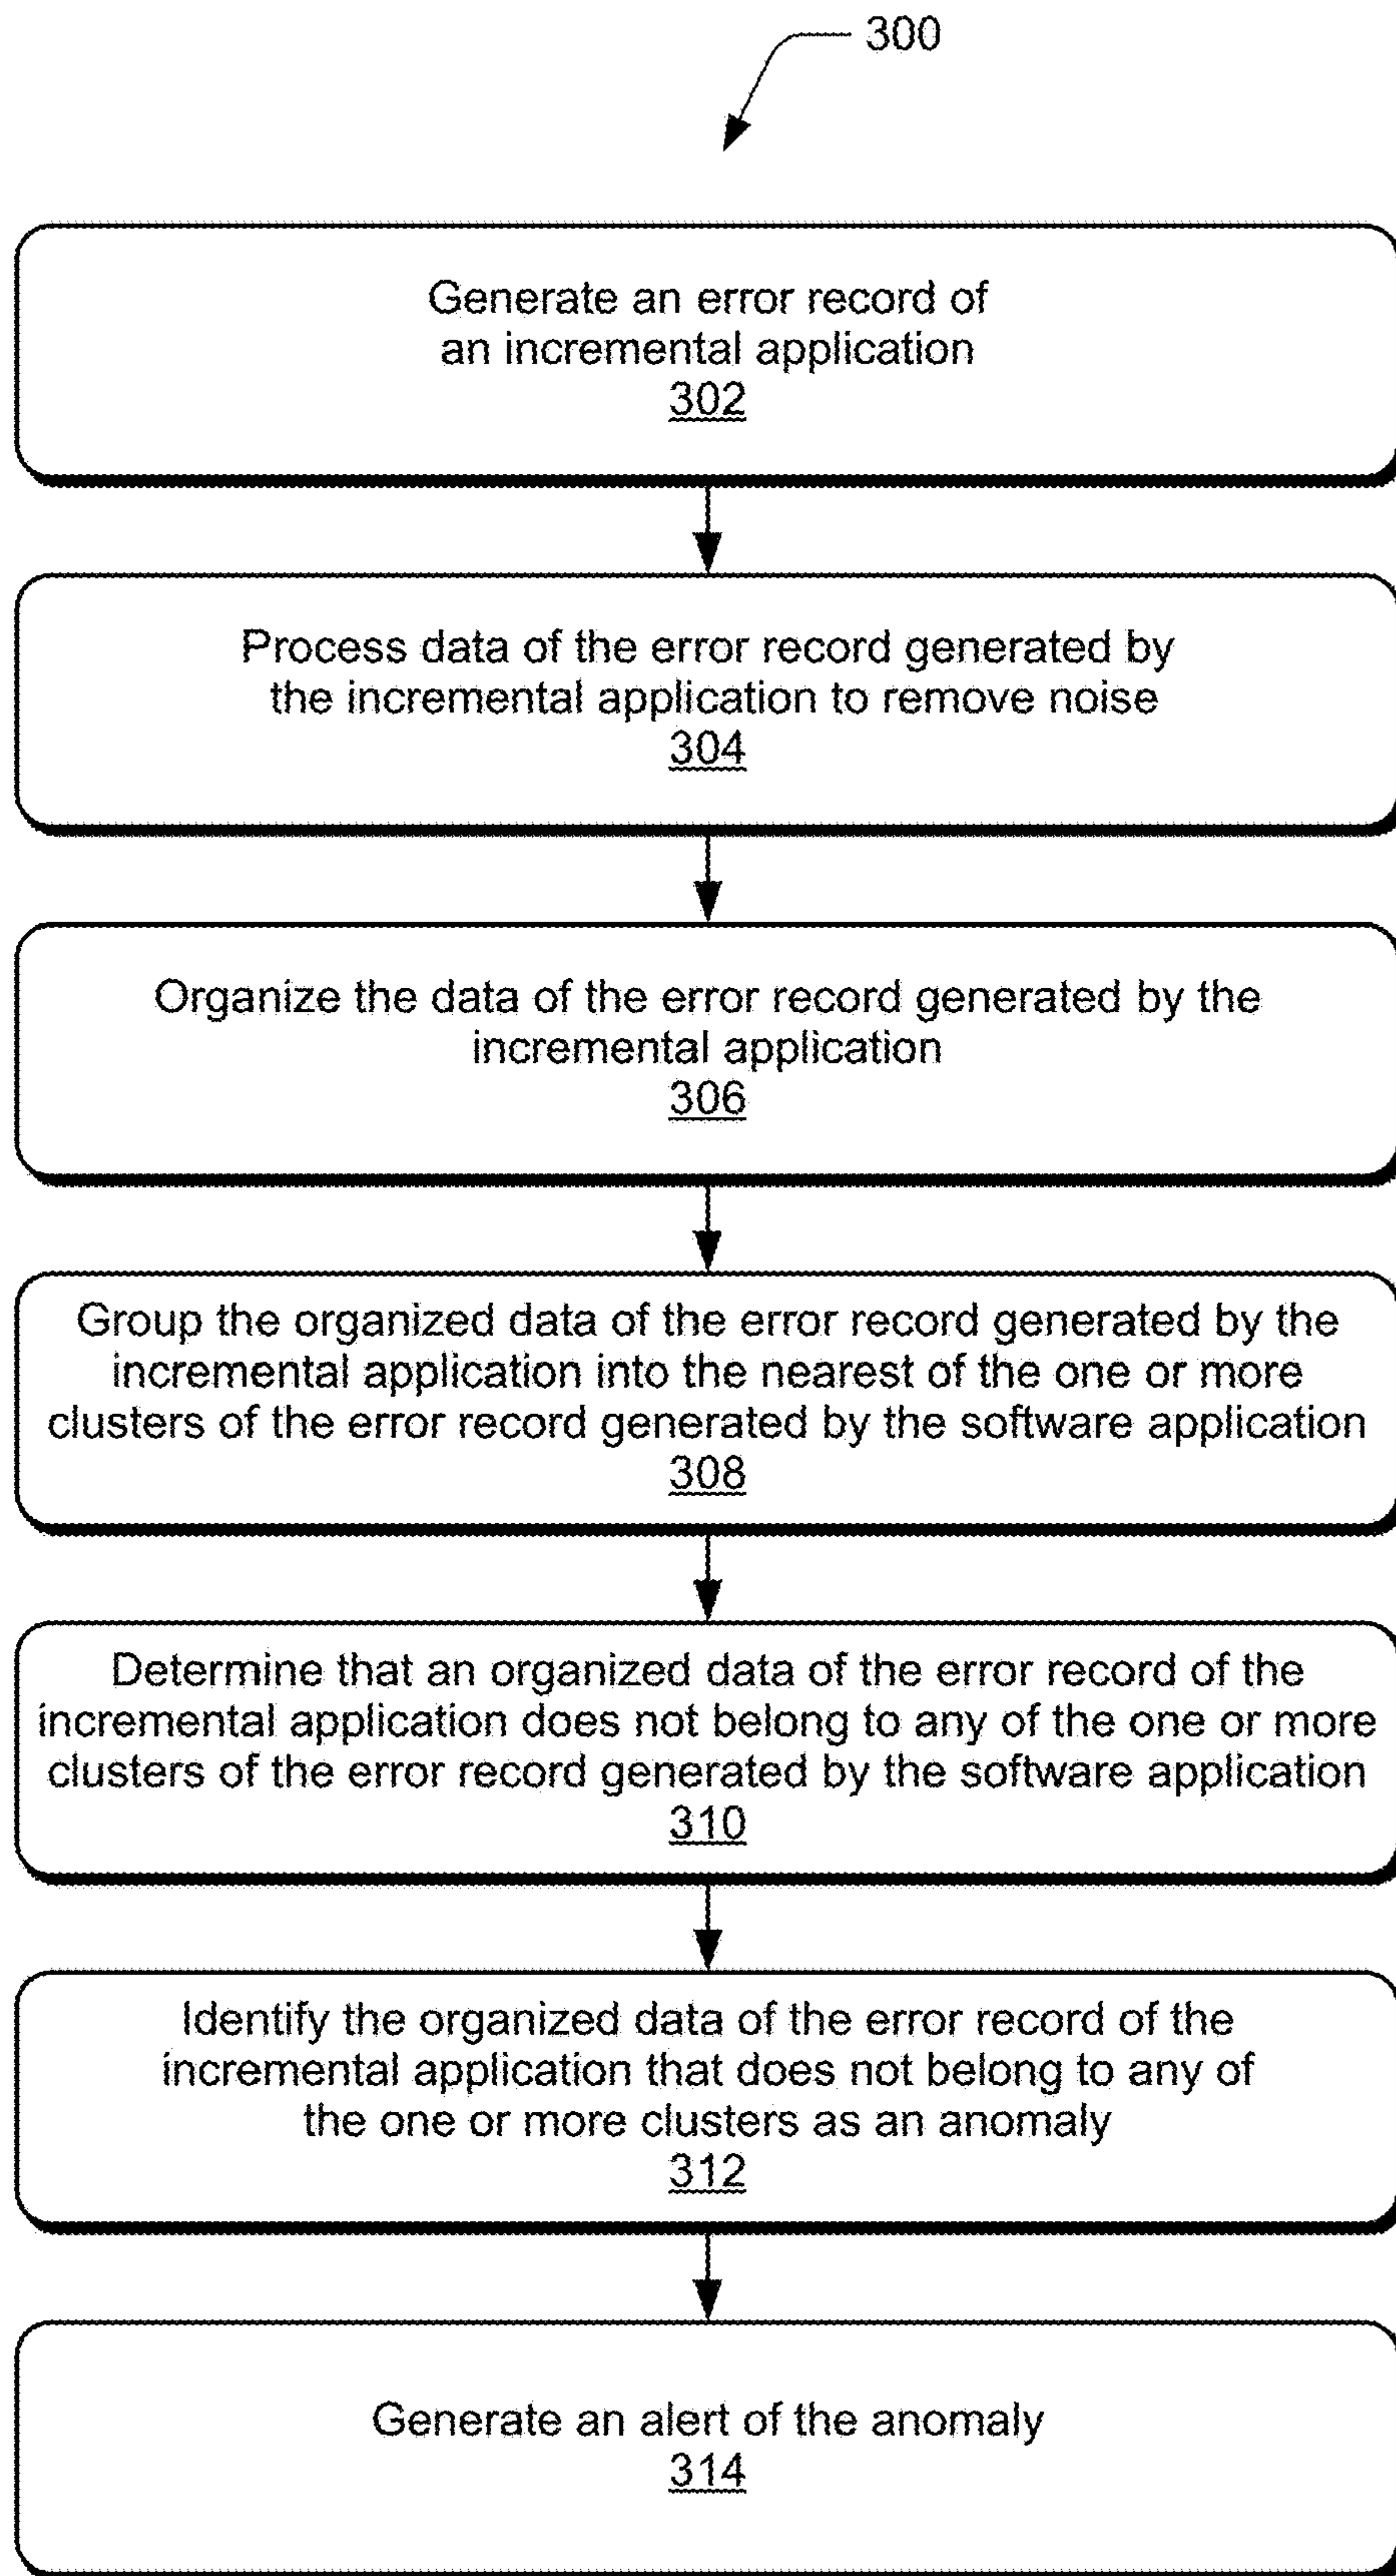 300
Generate an error record of
an incremental application
302
Process data of the error record generated by
the incremental application to remove noise
304
Organize the data of the error record generated by the
incremental application
306
Group the organized data of the error record generated by the
incremental application into the nearest of the one or more
clusters of the error record generated by the software application
308
Determine that an organized data of the error record of the
incremental application does not belong to any of the one or more
clusters of the error record generated by the software application
310
Identify the organized data of the error record of the
incremental application that does not belong to any of
the one or more clusters as an anomaly
312
Generate an alert of the anomaly
314